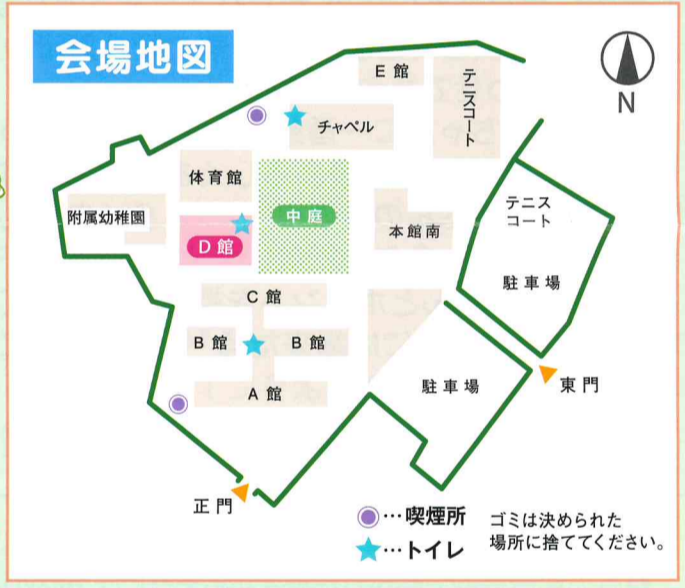 会場地図
N
E 館
テニスコート
チャペル
体育館
附属幼稚園
中庭
D 館
本館南
テニス
コート
駐車場
C 館
B 館
B 館
A 館
駐車場
東門
正門
…喫煙所
…トイレ
ゴミは決められた
場所に捨ててください。